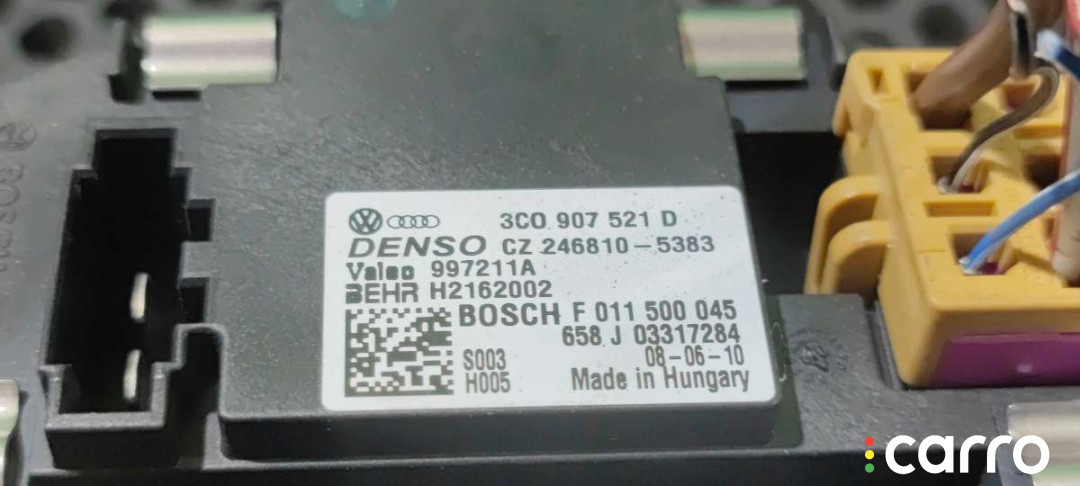 3C0 907 521 D
DENSO CZ 246810-5383
Valeo 997211A
BEHR H2162002
BOSCH F 011 500 045
658 J 03317284
S003 08-06-10
H005 Made in Hungary
BOSCH
carro